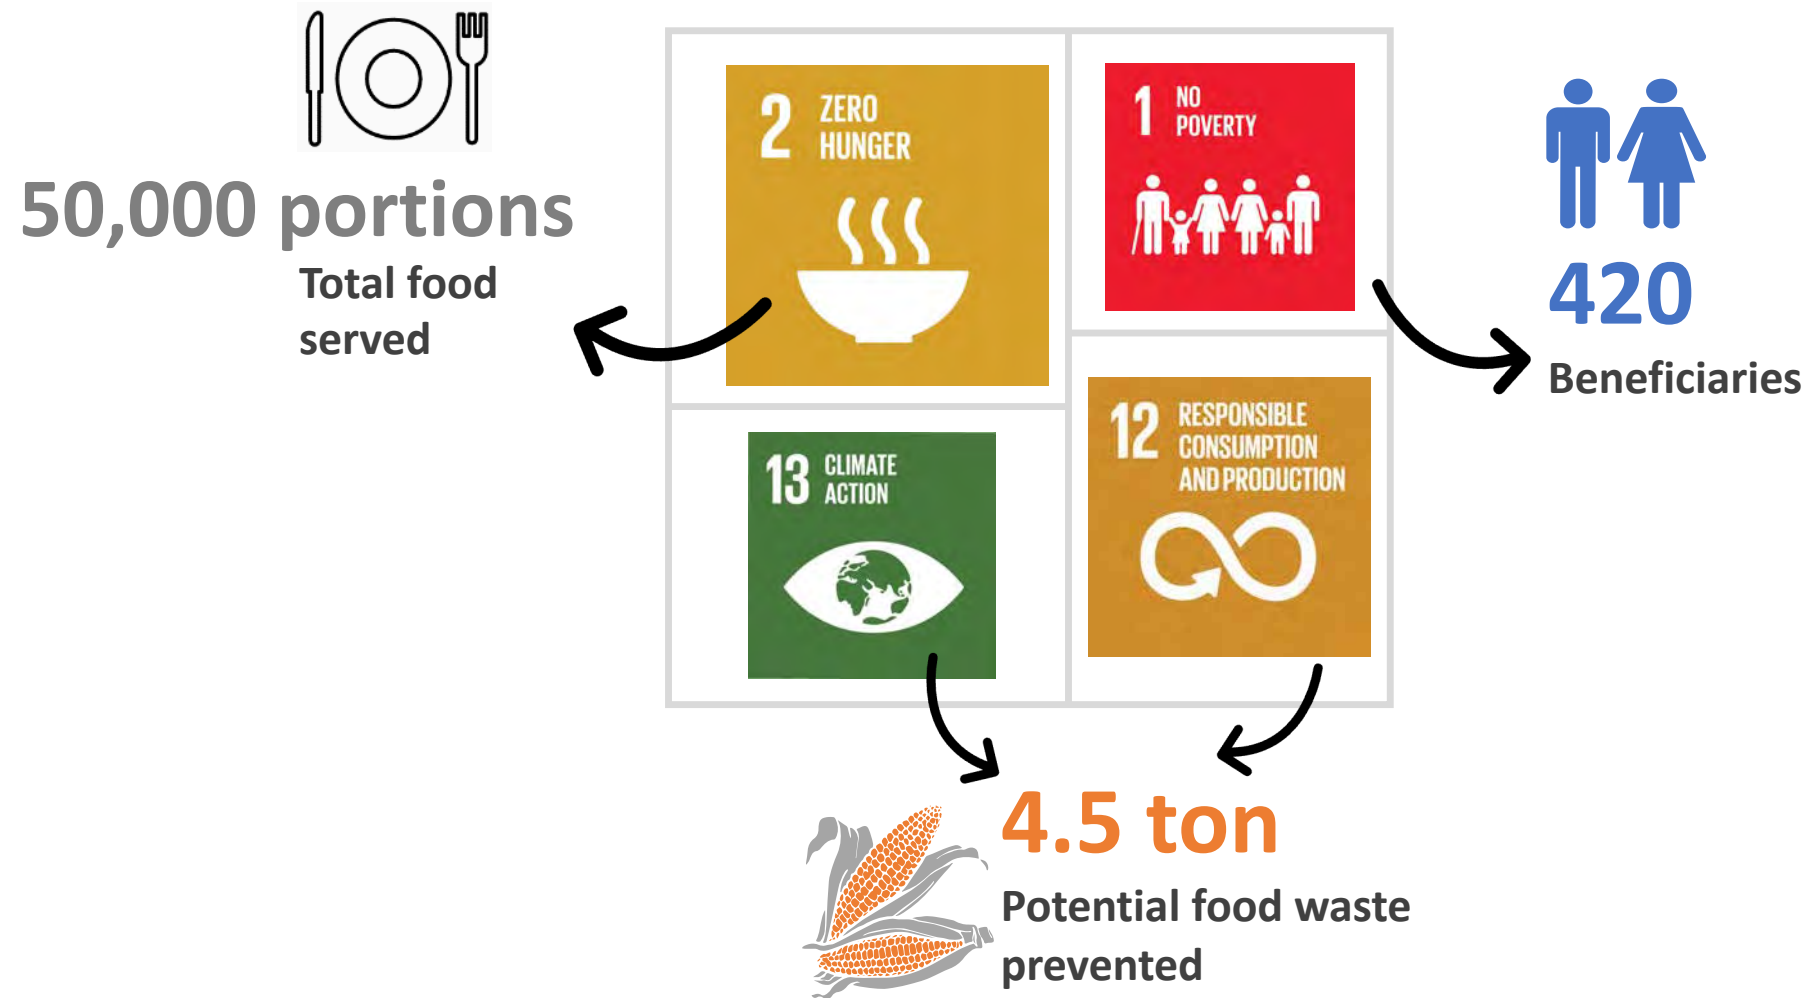 50,000 portions
Total food
served
2 ZERO
HUNGER
1 NO
POVERTY
420
Beneficiaries
13 CLIMATE
ACTION
12 RESPONSIBLE
CONSUMPTION
AND PRODUCTION
4.5 ton
Potential food waste
prevented